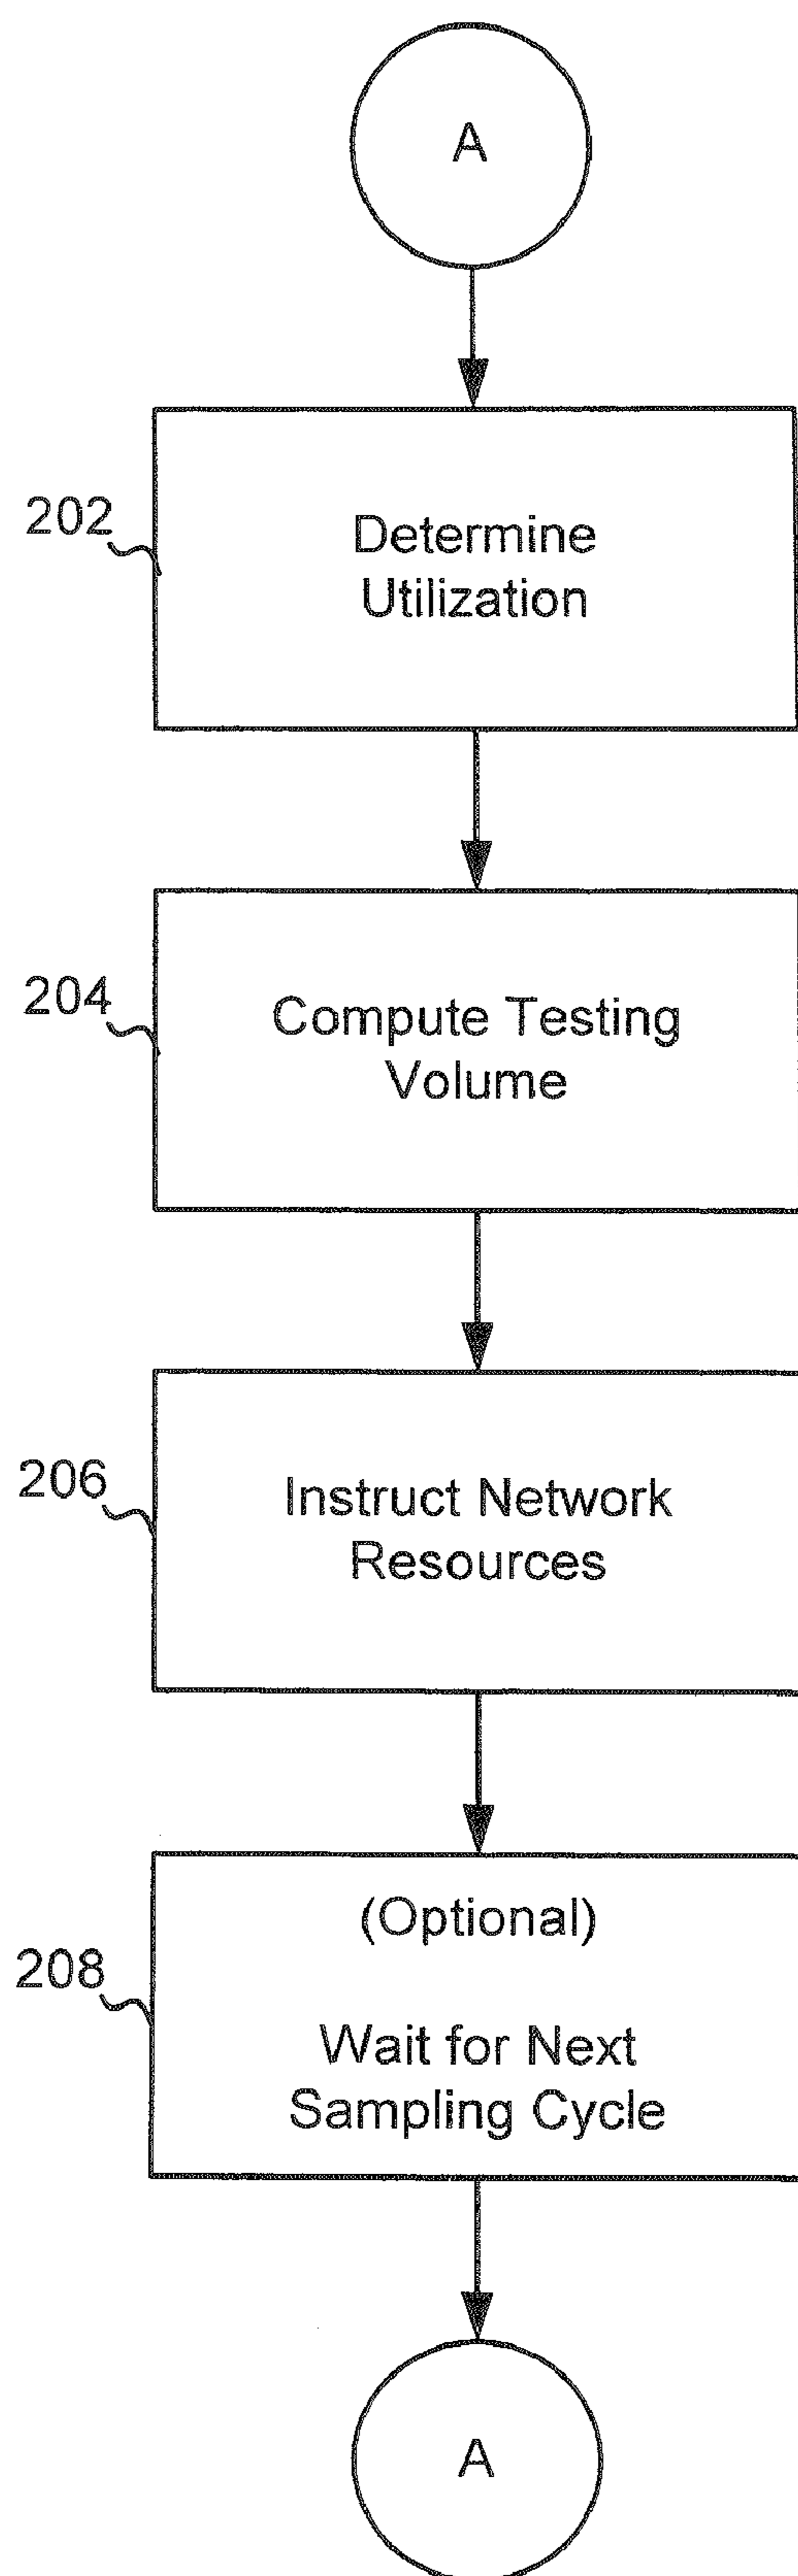 A
202
Determine
Utilization
204
Compute Testing
Volume
206
Instruct Network
Resources
208
(Optional)
Wait for Next
Sampling Cycle
A